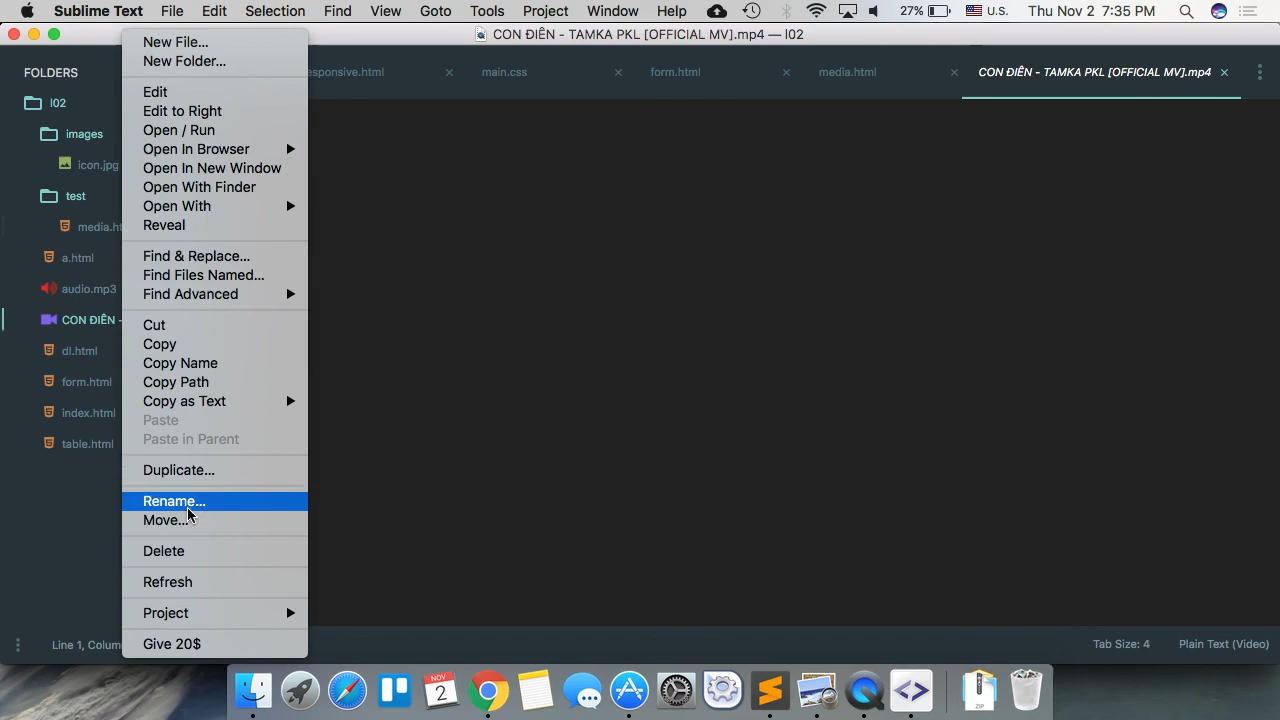 Sublime Text File Edit Selection Find View Goto Tools Project Window Help 27% U.S. Thu Nov 2 7:35 PM
CON ĐIÊN - TAMKA PKL [OFFICIAL MV].mp4 — l02
FOLDERS
l02
images
icon.jpg
test
media.ht
a.html
audio.mp3
CON ĐIÊN -
dl.html
form.html
index.html
table.html
New File...
New Folder...
Edit
Edit to Right
Open / Run
Open In Browser
Open In New Window
Open With Finder
Open With
Reveal
Find & Replace...
Find Files Named...
Find Advanced
Cut
Copy
Copy Name
Copy Path
Copy as Text
Paste
Paste in Parent
Duplicate...
Rename...
Move...
Delete
Refresh
Project
Give 20$
esponsive.html main.css form.html media.html CON ĐIÊN - TAMKA PKL [OFFICIAL MV].mp4
Line 1, Colum Tab Size: 4 Plain Text (Video)
NOV
2
ZIP